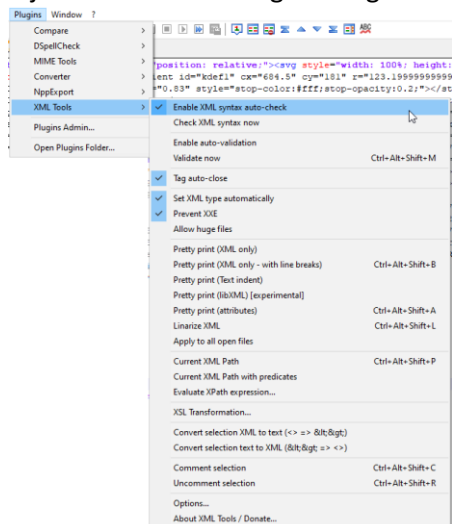 Plugins Window ?
Compare
DSpellCheck
MIME Tools
Converter
NppExport
XML Tools
Plugins Admin...
Open Plugins Folder...
position: relative;"><svg style="width: 100%; height:
ient id="kdef1" cx="684.5" cy="181" r="123.1999999999
="0.83" style="stop-color:#fff;stop-opacity:0.2;"></st
Enable XML syntax auto-check
Check XML syntax now
Enable auto-validation
Validate now Ctrl+Alt+Shift+M
Tag auto-close
Set XML type automatically
Prevent XXE
Allow huge files
Pretty print (XML only)
Pretty print (XML only - with line breaks) Ctrl+Alt+Shift+B
Pretty print (Text indent)
Pretty print (libXML) [experimental]
Pretty print (attributes) Ctrl+Alt+Shift+A
Linarize XML Ctrl+Alt+Shift+L
Apply to all open files
Current XML Path Ctrl+Alt+Shift+P
Current XML Path with predicates
Evaluate XPath expression...
XSL Transformation...
Convert selection XML to text (<> => &lt;&gt;)
Convert selection text to XML (&lt;&gt; => <>)
Comment selection Ctrl+Alt+Shift+C
Uncomment selection Ctrl+Alt+Shift+R
Options...
About XML Tools / Donate...